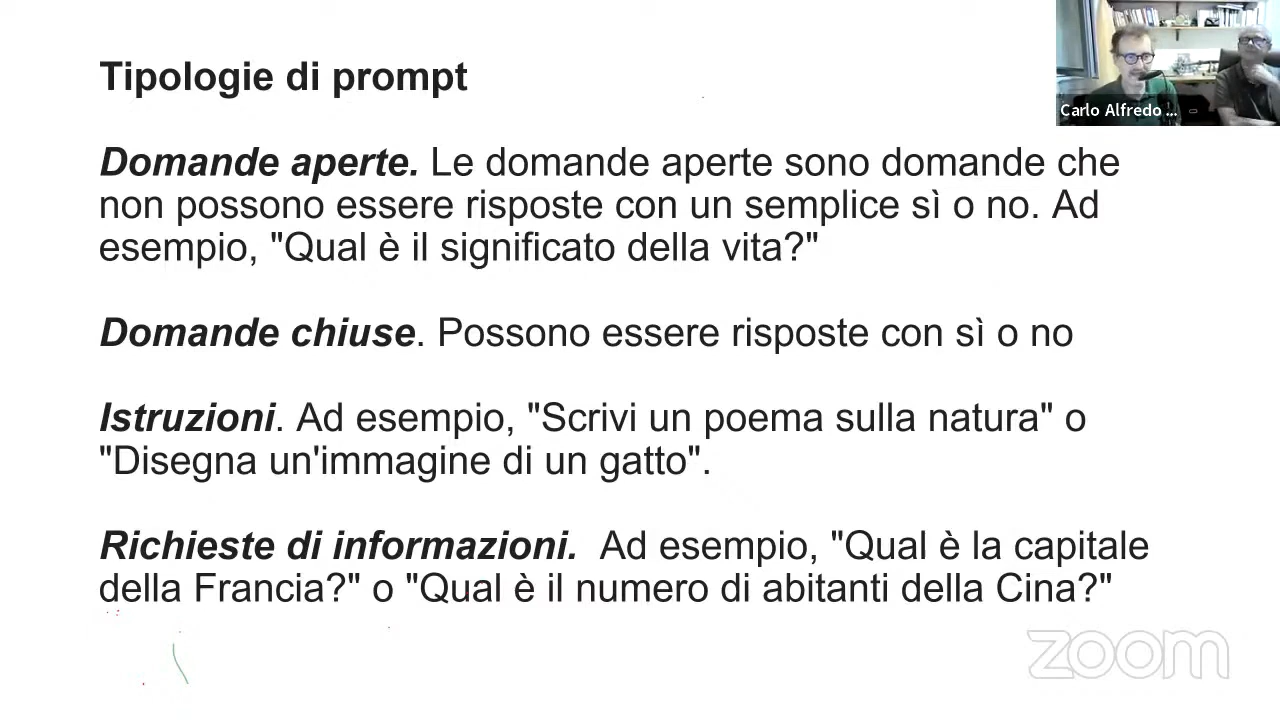 Tipologie di prompt
Carlo Alfredo ...
Domande aperte. Le domande aperte sono domande che
non possono essere risposte con un semplice sì o no. Ad
esempio, "Qual è il significato della vita?"
Domande chiuse. Possono essere risposte con sì o no
Istruzioni. Ad esempio, "Scrivi un poema sulla natura" o
"Disegna un'immagine di un gatto".
Richieste di informazioni.  Ad esempio, "Qual è la capitale
della Francia?" o "Qual è il numero di abitanti della Cina?"
zoom